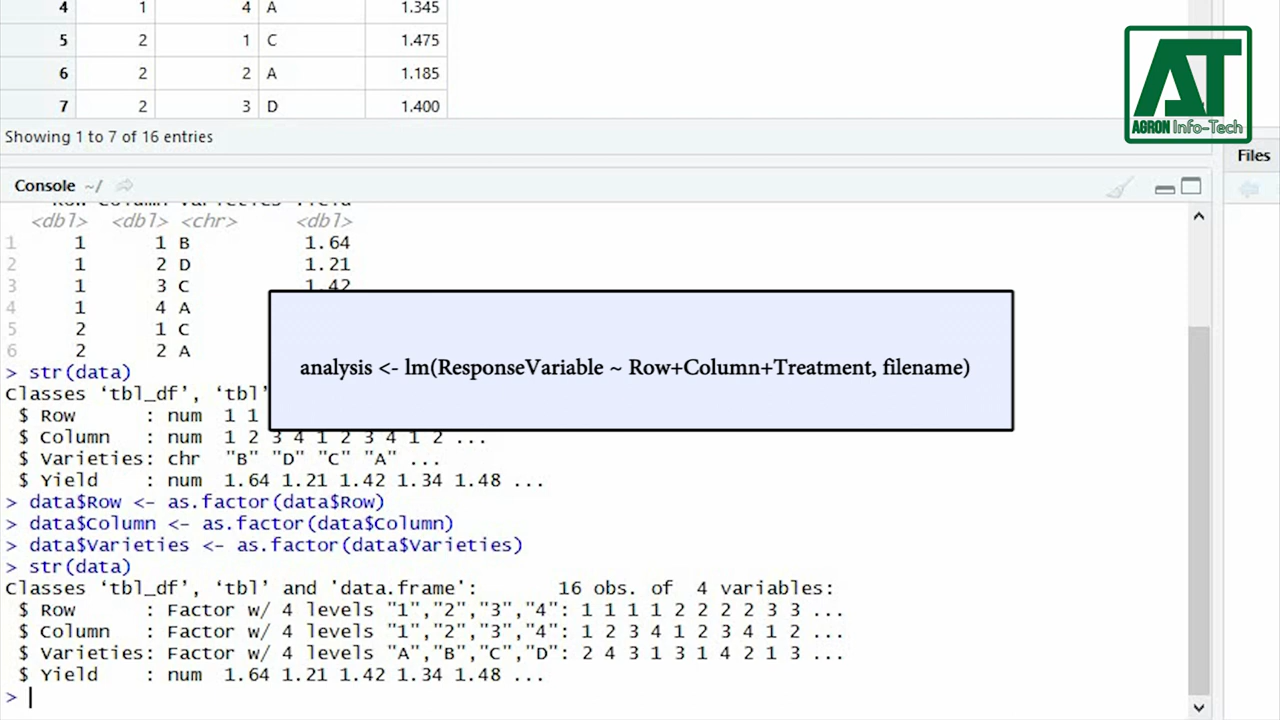 4 1 4 A 1.345
5 2 1 C 1.475
6 2 2 A 1.185
7 2 3 D 1.400
Showing 1 to 7 of 16 entries
AT
AGRON Info-Tech
Files
Console ~/
Row Column Varieties Yield
<dbl> <dbl> <chr> <dbl>
1 1 1 B 1.64
2 1 2 D 1.21
3 1 3 C 1.42
4 1 4 A
5 2 1 C
6 2 2 A
analysis <- lm(ResponseVariable ~ Row+Column+Treatment, filename)
> str(data)
Classes ‘tbl_df’, ‘tbl’
$ Row : num 1 1
$ Column : num 1 2 3 4 1 2 3 4 1 2 ...
$ Varieties: chr "B" "D" "C" "A" ...
$ Yield : num 1.64 1.21 1.42 1.34 1.48 ...
> data$Row <- as.factor(data$Row)
> data$Column <- as.factor(data$Column)
> data$Varieties <- as.factor(data$Varieties)
> str(data)
Classes ‘tbl_df’, ‘tbl’ and 'data.frame': 16 obs. of 4 variables:
$ Row : Factor w/ 4 levels "1","2","3","4": 1 1 1 1 2 2 2 2 3 3 ...
$ Column : Factor w/ 4 levels "1","2","3","4": 1 2 3 4 1 2 3 4 1 2 ...
$ Varieties: Factor w/ 4 levels "A","B","C","D": 2 4 3 1 3 1 4 2 1 3 ...
$ Yield : num 1.64 1.21 1.42 1.34 1.48 ...
>